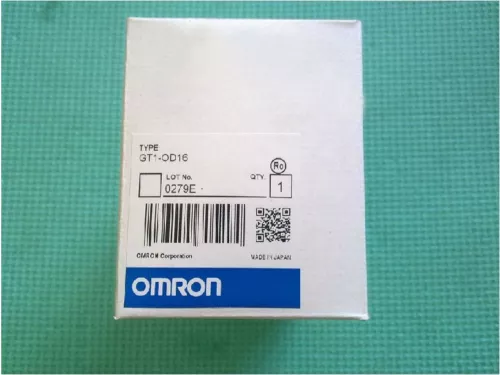 TYPE
GT1-OD16
Ro
LOT No. QTY.
0279E 1
OMRON Corporation MADE IN JAPAN
OMRON